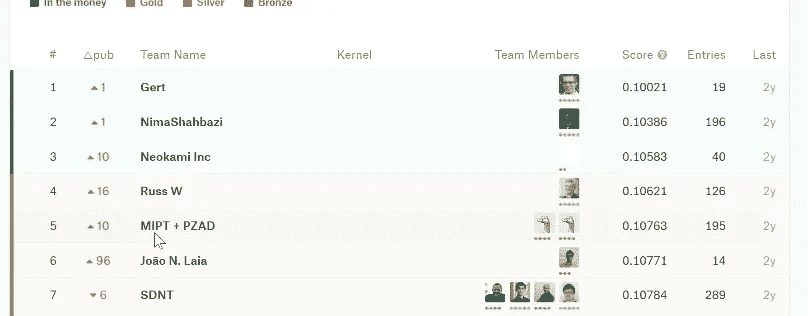 In the money Gold Silver Bronze
# △pub Team Name Kernel Team Members Score Entries Last
1 ▲1 Gert 0.10021 19 2y
2 ▲1 NimaShahbazi 0.10386 196 2y
3 ▲10 Neokami Inc 0.10583 40 2y
4 ▲16 Russ W 0.10621 126 2y
5 ▲10 MIPT + PZAD 0.10763 195 2y
6 ▲96 João N. Laia 0.10771 14 2y
7 ▼6 SDNT 0.10784 289 2y